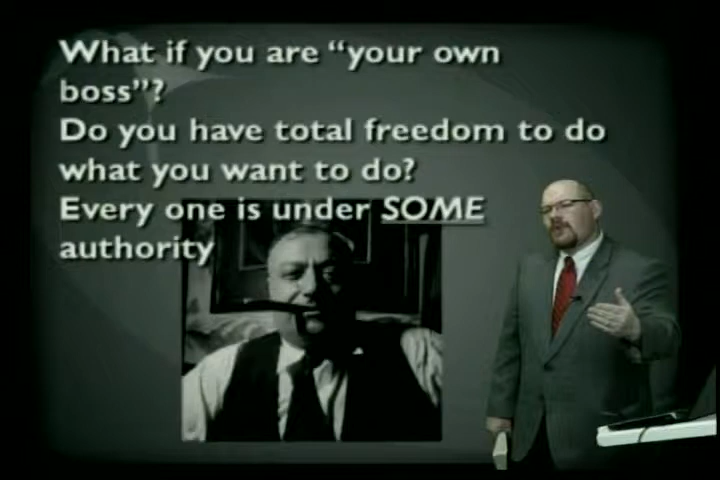 What if you are “your own
boss”?
Do you have total freedom to do
what you want to do?
Every one is under SOME
authority